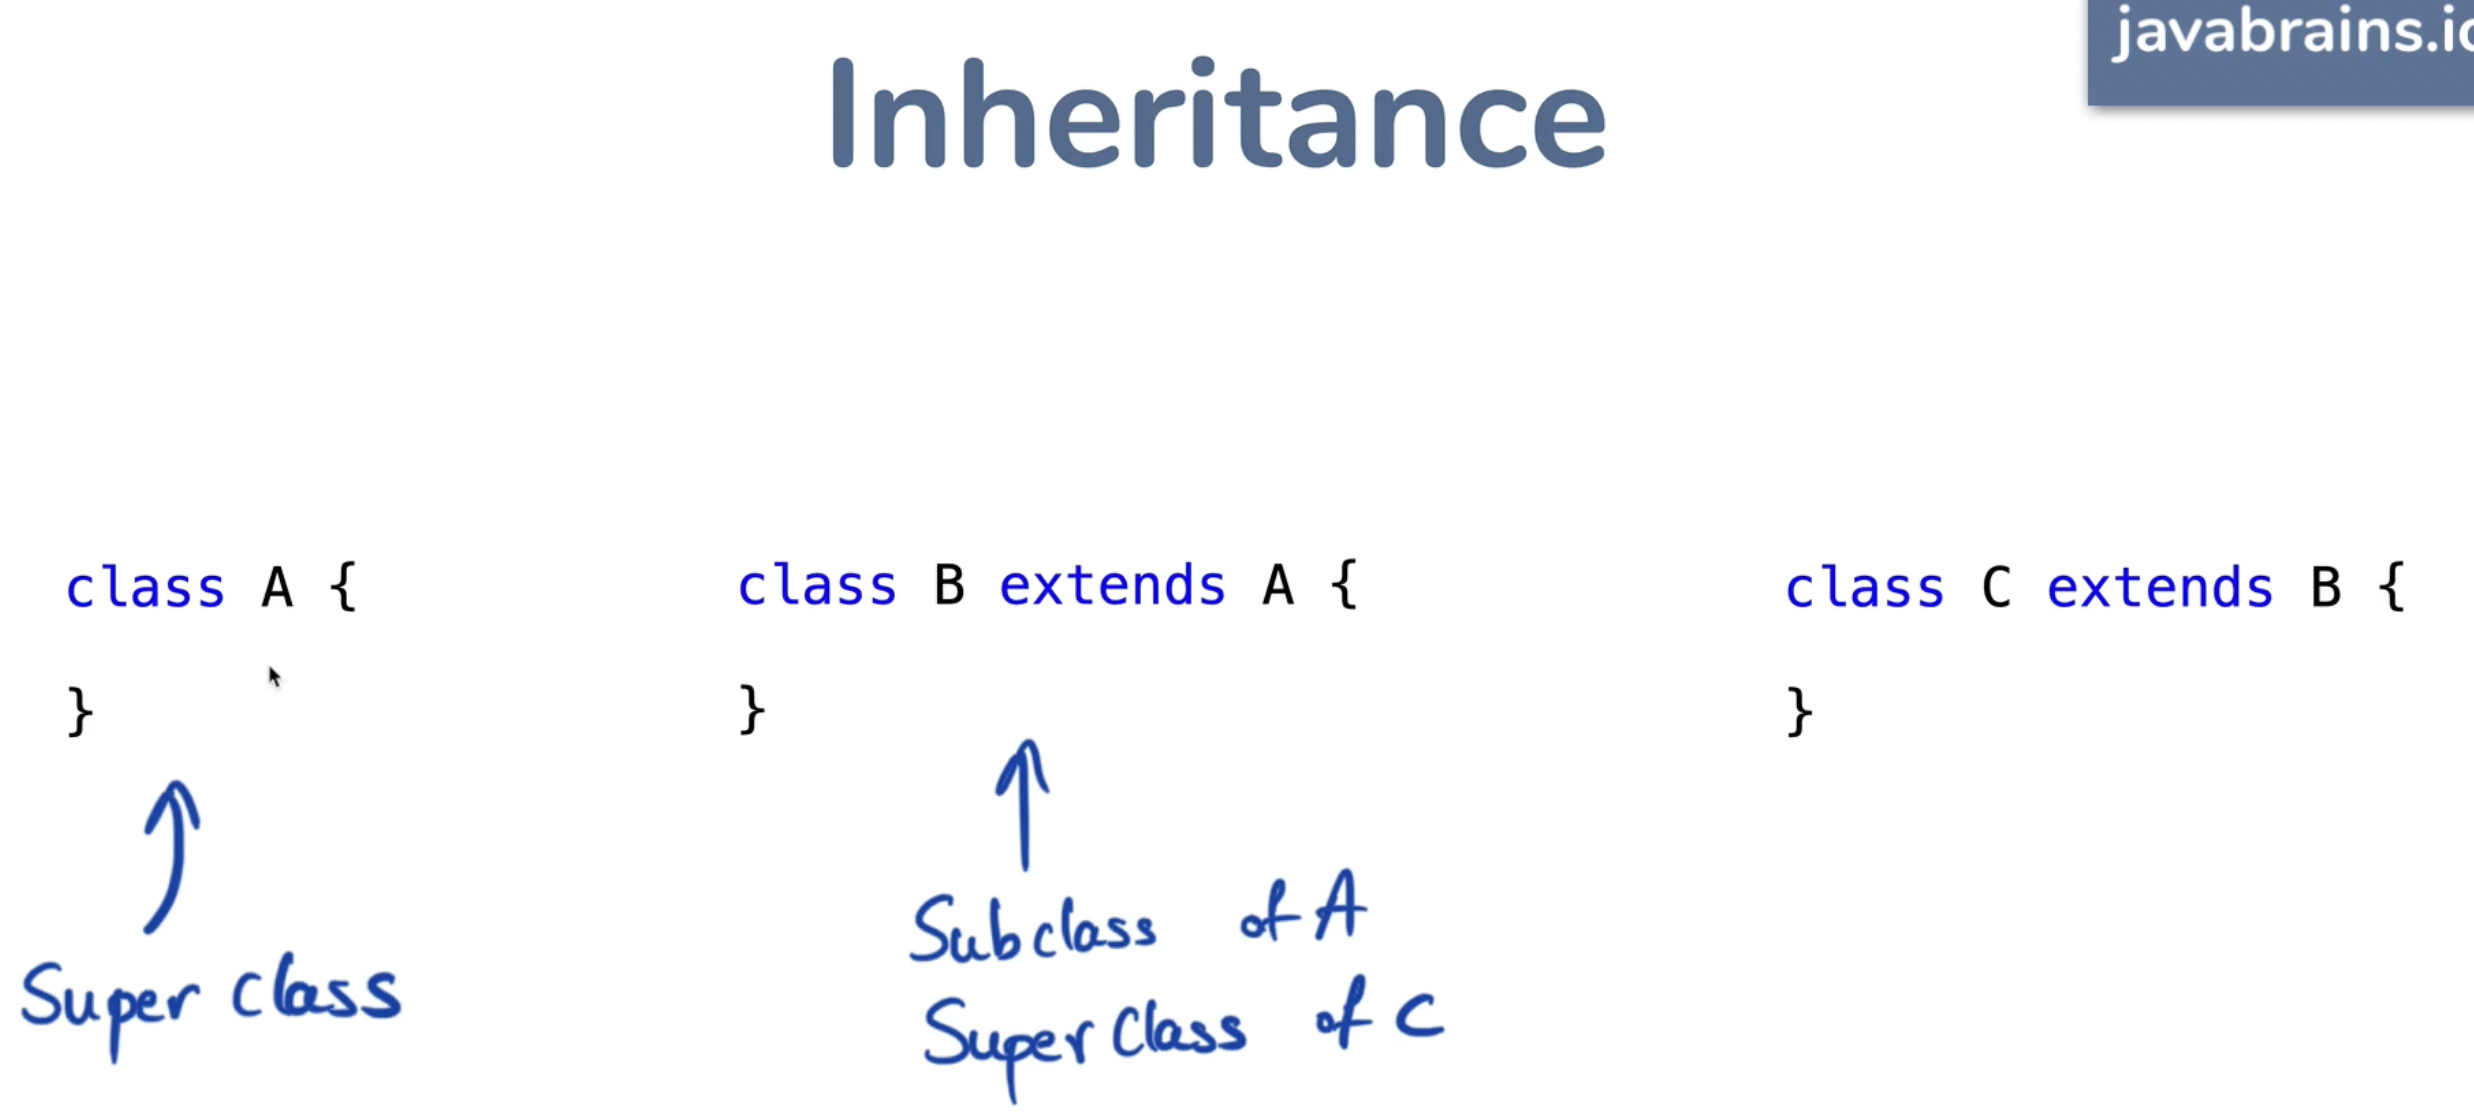 javabrains.io
Inheritance
class A {
}
class B extends A {
}
class C extends B {
}
Super class
Subclass of A
Super Class of C